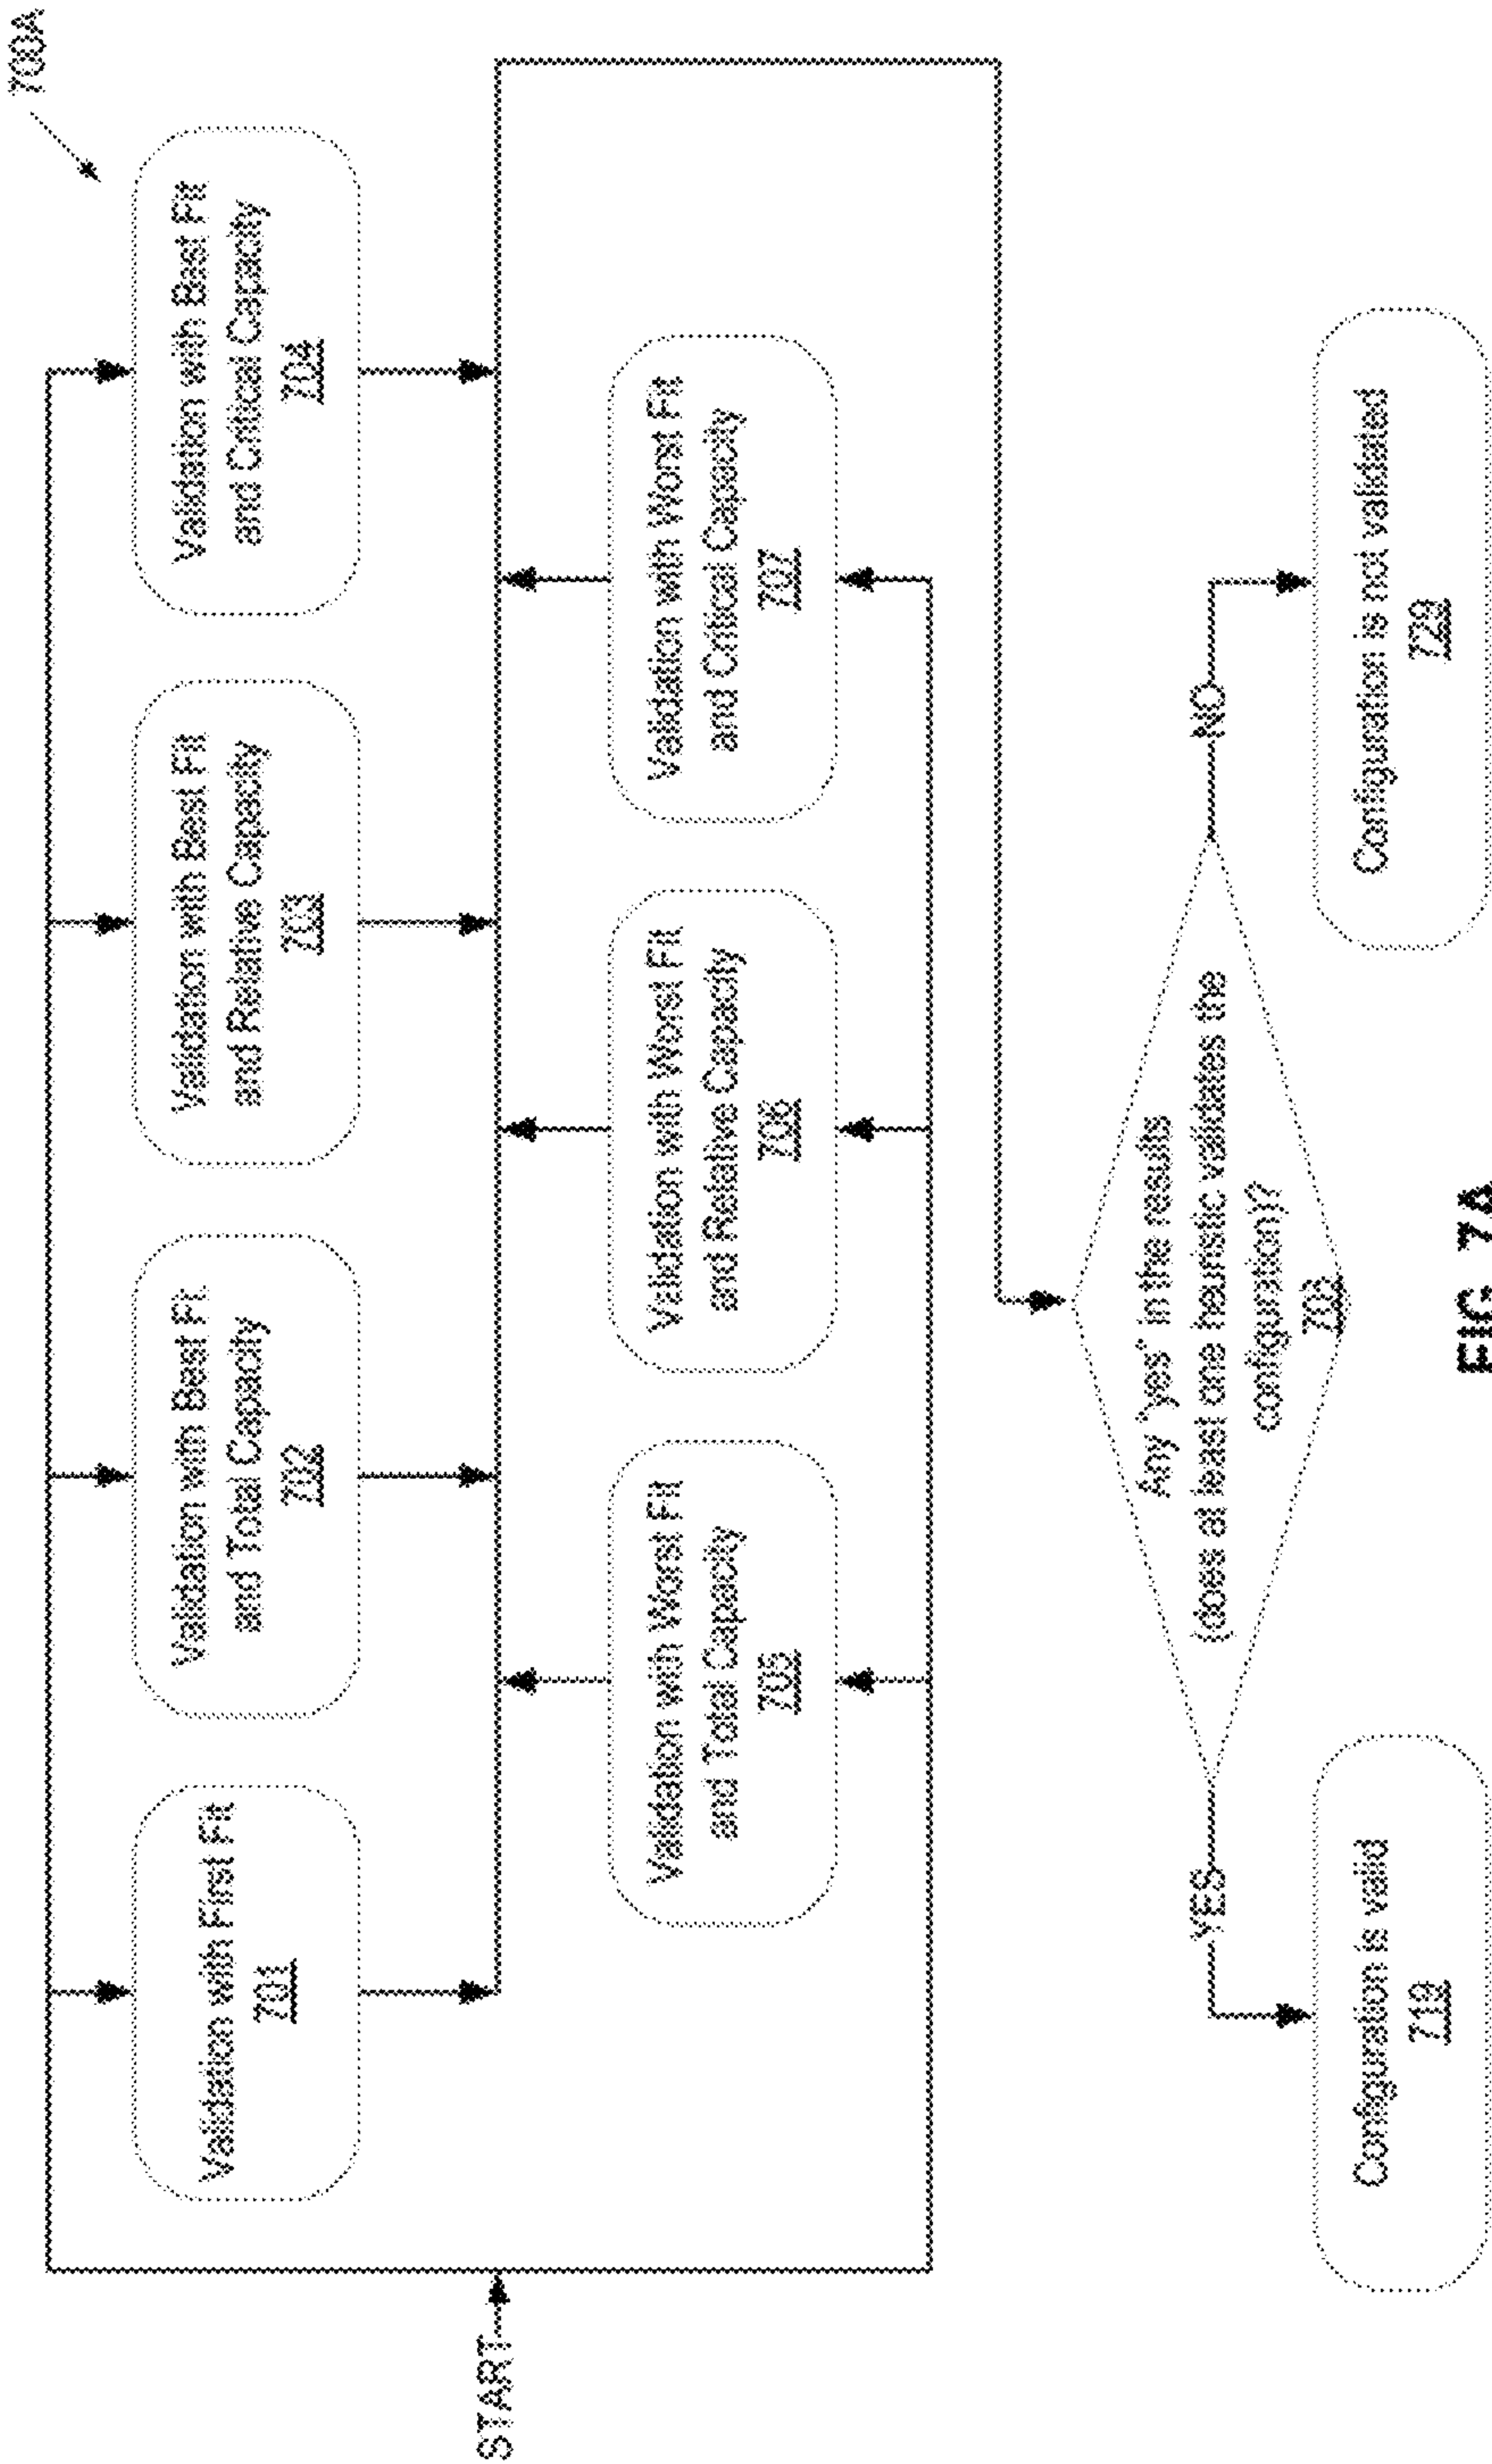 700A
START
Validation with First Fit
701
Validation with Best Fit
and Total Capacity
702
Validation with Best Fit
and Relative Capacity
703
Validation with Best Fit
and Critical Capacity
704
Validation with Worst Fit
and Total Capacity
705
Validation with Worst Fit
and Relative Capacity
706
Validation with Worst Fit
and Critical Capacity
707
Any "yes" in the results
(does at least one heuristic validates the
configuration)?
708
YES
NO
Configuration is valid
719
Configuration is not validated
729
FIG. 7A